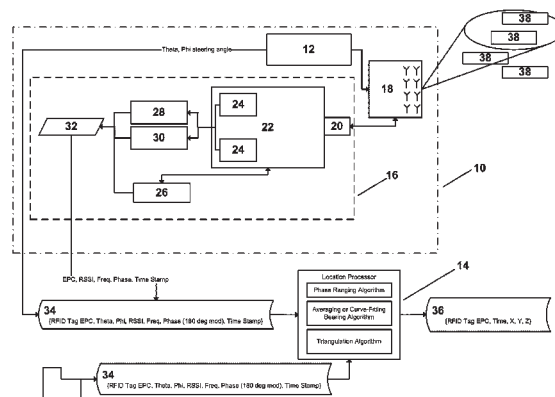 38
38
38
38
Theta, Phi steering angle
12
18
28
24
32
22
20
30
24
26
16
10
EPC, RSSI, Freq, Phase, Time Stamp
Location Processor
14
Phase Ranging Algorithm
34
{RFID Tag EPC, Theta, Phi, RSSI, Freq, Phase (180 deg mod), Time Stamp}
Averaging or Curve-Fitting
Bearing Algorithm
36
{RFID Tag EPC, Time, X, Y, Z}
Triangulation Algorithm
34
{RFID Tag EPC, Theta, Phi, RSSI, Freq, Phase (180 deg mod), Time Stamp}